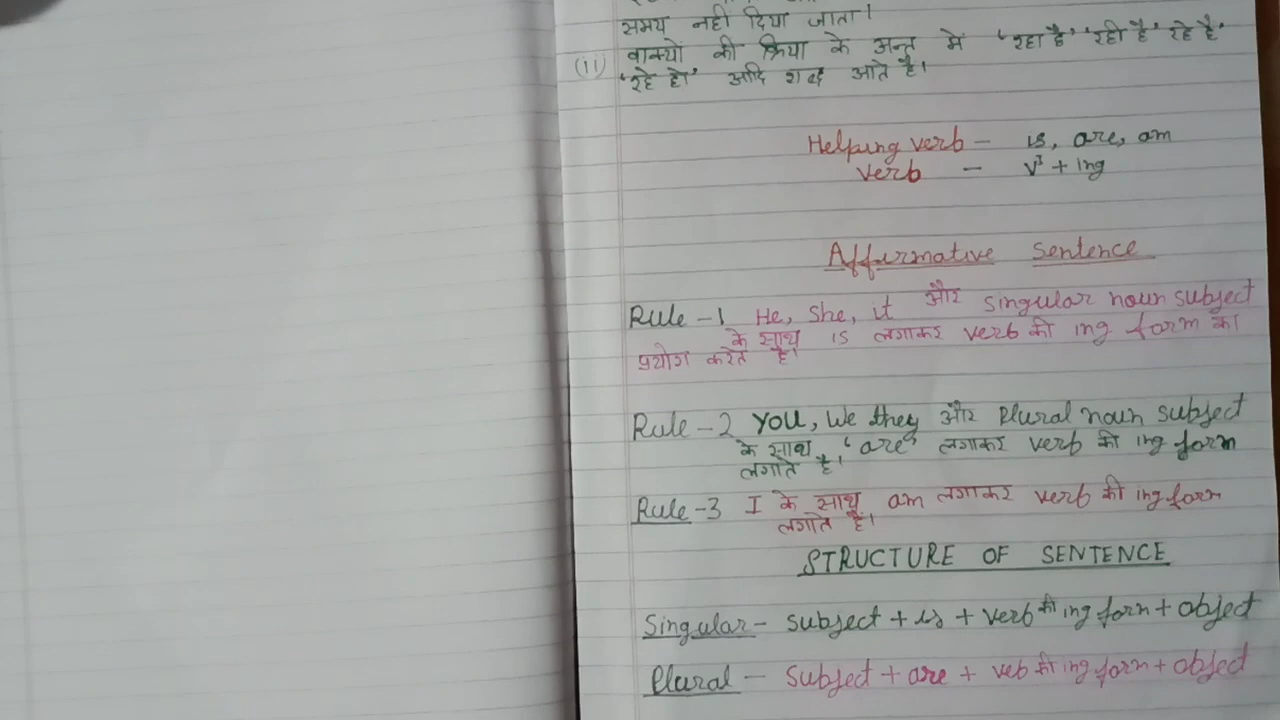 समय नहीं दिया जाता।
(ii) वाक्यों की क्रिया के अन्त में 'रहा है' 'रही है' रहे है'
'रहे हो' आदि शब्द आते है।
Helping verb – is, are, am
verb – v¹ + ing
Affirmative Sentence
Rule -1 He, She, it और singular noun subject
के साथ is लगाकर verb की ing form का
प्रयोग करते है।
Rule -2 You, We they और Plural noun subject
के साथ 'are' लगाकर verb की ing form
लगाते है।
Rule -3 I के साथ am लगाकर verb की ing form
लगाते है।
STRUCTURE OF SENTENCE
Singular – subject + is + verb की ing form + object
Plural – Subject + are + veb की ing form + object